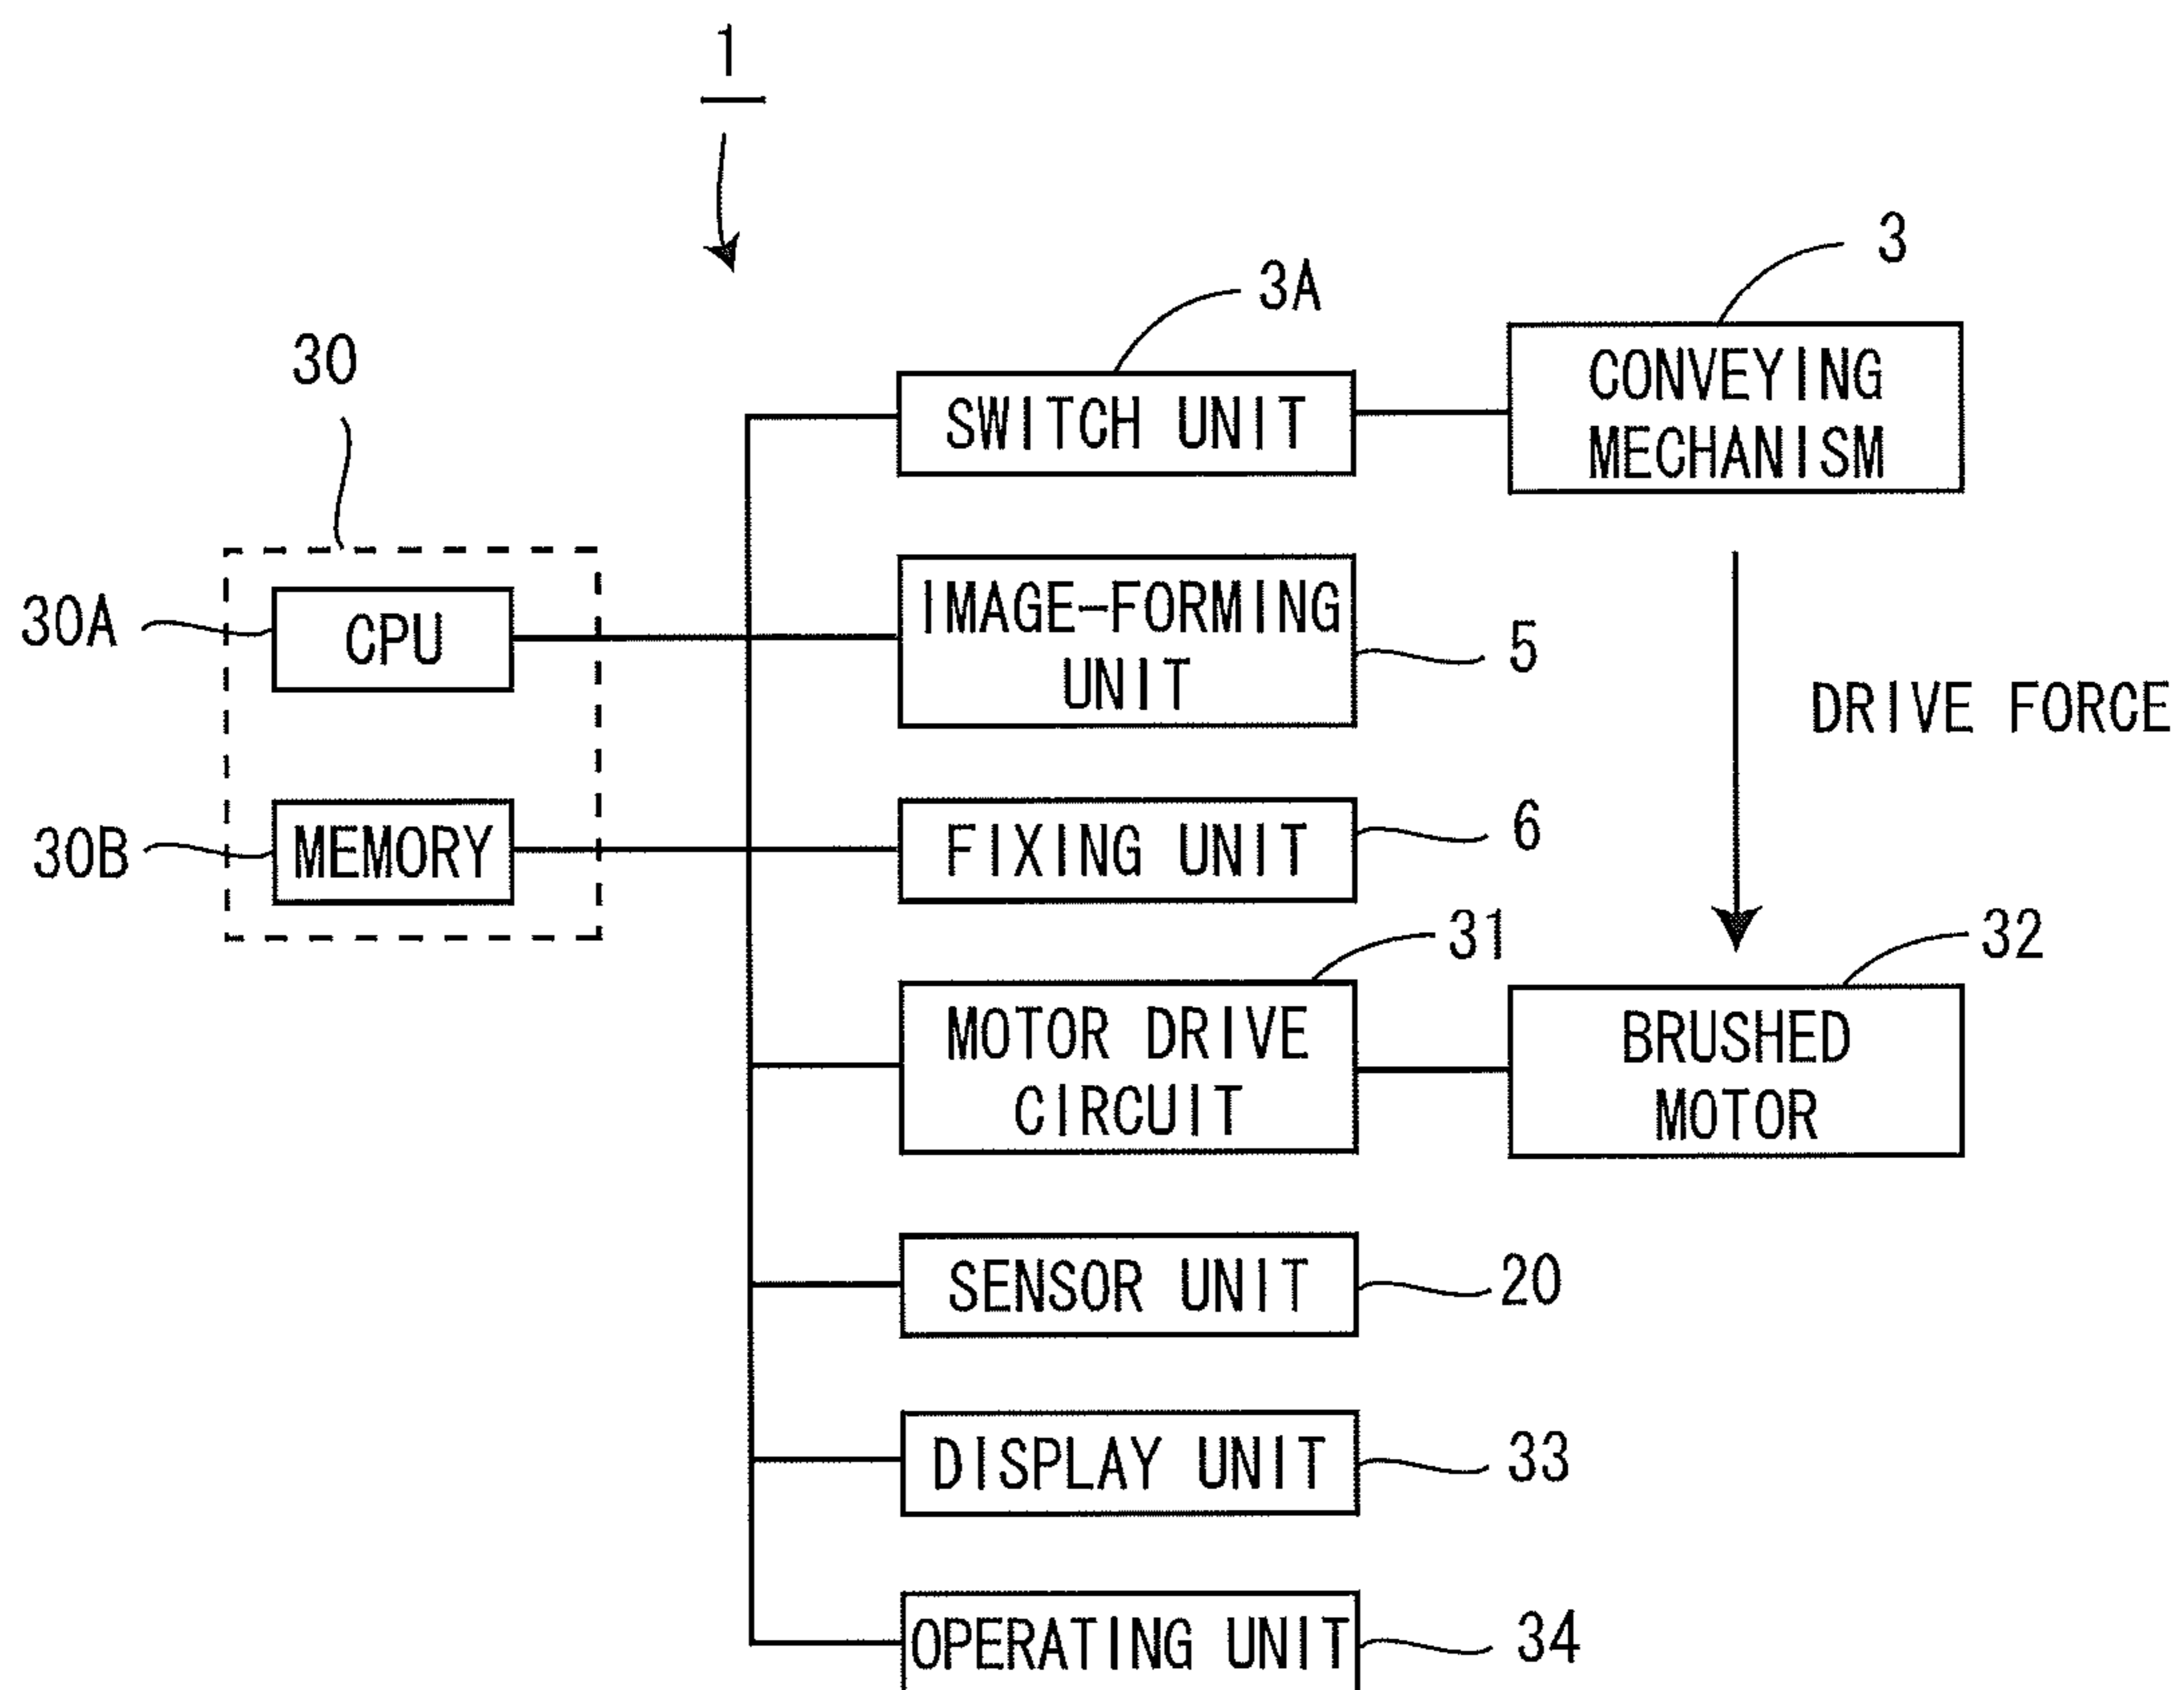 1
3
3A
CONVEYING
MECHANISM
30
SWITCH UNIT
30A
CPU
IMAGE-FORMING
UNIT
5
DRIVE FORCE
30B
MEMORY
FIXING UNIT
6
31
32
MOTOR DRIVE
CIRCUIT
BRUSHED
MOTOR
SENSOR UNIT
20
DISPLAY UNIT
33
OPERATING UNIT
34